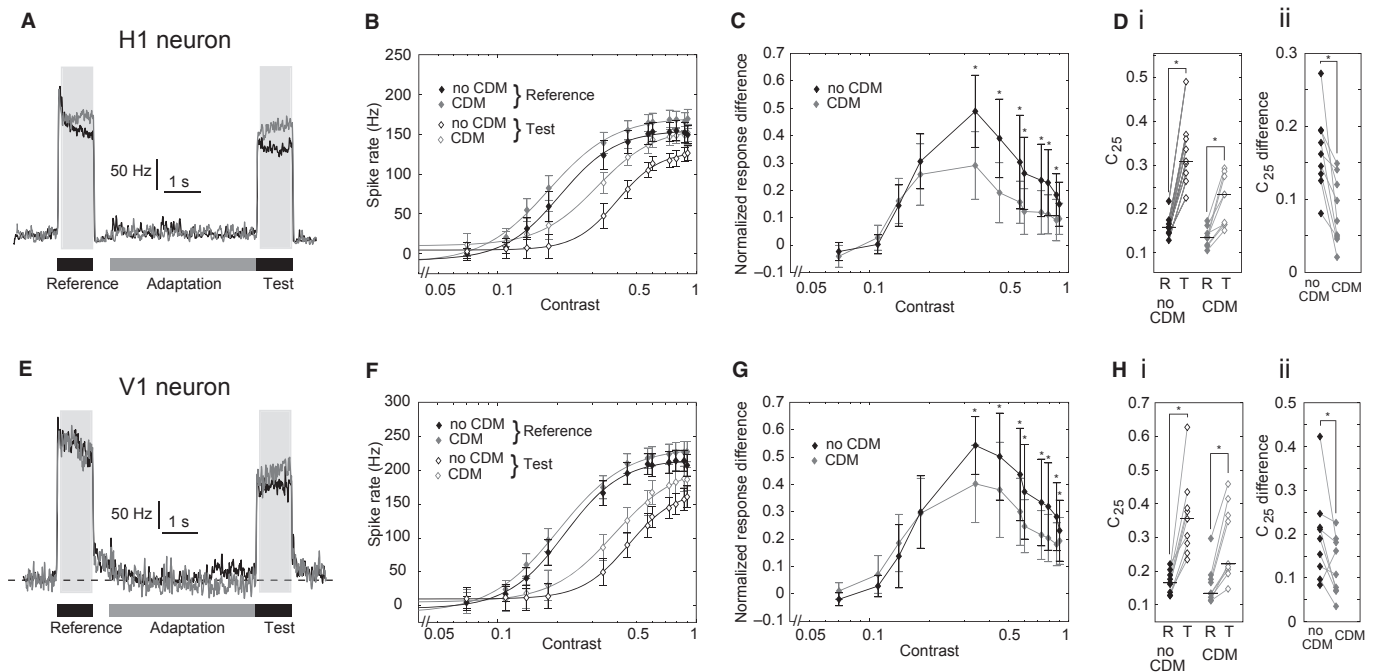 A
H1 neuron
50 Hz
1 s
Reference
Adaptation
Test
B
Spike rate (Hz)
250
200
150
100
50
0
no CDM
CDM
} Reference
no CDM
CDM
} Test
0.05
0.1
0.5
1
Contrast
C
Normalized response difference
0.7
0.6
0.5
0.4
0.3
0.2
0.1
0
–0.1
no CDM
CDM
* * * * * * *
0.05
0.1
0.5
1
Contrast
D i
C25
0.5
0.4
0.3
0.2
0.1
*
*
R T R T
no CDM
CDM
ii
C25 difference
0.3
0.2
0.1
0
*
no CDM
CDM
E
V1 neuron
50 Hz
1 s
Reference
Adaptation
Test
F
Spike rate (Hz)
300
250
200
150
100
50
0
no CDM
CDM
} Reference
no CDM
CDM
} Test
0.05
0.1
0.5
1
Contrast
G
Normalized response difference
0.7
0.6
0.5
0.4
0.3
0.2
0.1
0
–0.1
no CDM
CDM
* * * * * * *
0.05
0.1
0.5
1
Contrast
H i
C25
0.7
0.6
0.5
0.4
0.3
0.2
0.1
*
*
R T R T
no CDM
CDM
ii
C25 difference
0.5
0.4
0.3
0.2
0.1
0
*
no CDM
CDM